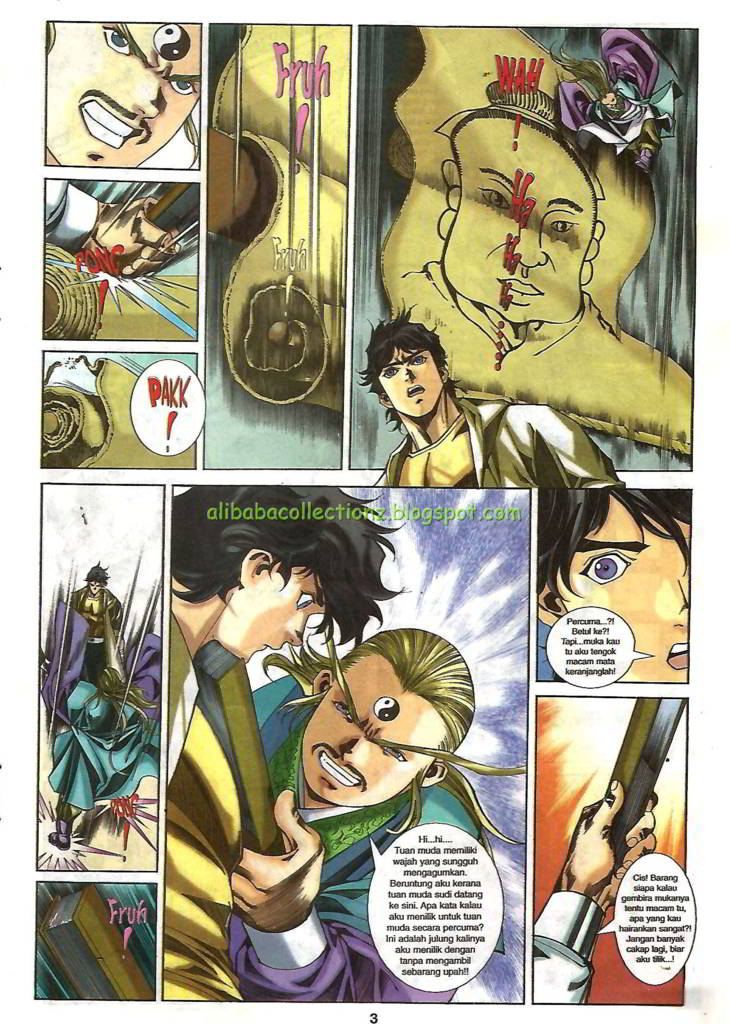 Fruh
!
WAH
!
Ha
Ha
Ha
!
PONG
!
Fruh
!
PAKK
!
alibabacollectionz.blogspot.com
Percuma...?!
Betul ke?!
Tapi...muka kau
tu aku tengok
macam mata
keranjanglah!
PONG
!
Hi...hi....
Tuan muda memiliki
wajah yang sungguh
mengagumkan.
Beruntung aku kerana
tuan muda sudi datang
ke sini. Apa kata kalau
aku menilik untuk tuan
muda secara percuma?
Ini adalah julung kalinya
aku menilik dengan
tanpa mengambil
sebarang upah!!
Cis! Barang
siapa kalau
gembira mukanya
tentu macam tu,
apa yang kau
hairankan sangat?!
Jangan banyak
cakap lagi, biar
aku tilik...!
Fruh
!
3